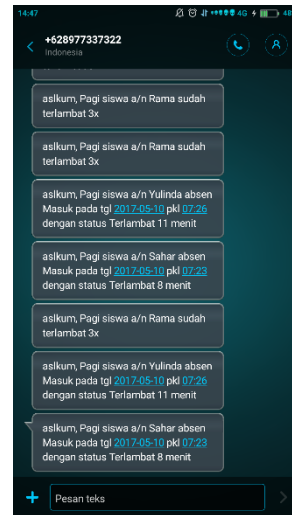 14:47
4G
48
+628977337322
Indonesia
terlambat 3x
aslkum, Pagi siswa a/n Rama sudah
terlambat 3x
aslkum, Pagi siswa a/n Rama sudah
terlambat 3x
aslkum, Pagi siswa a/n Yulinda absen
Masuk pada tgl 2017-05-10 pkl 07:26
dengan status Terlambat 11 menit
aslkum, Pagi siswa a/n Sahar absen
Masuk pada tgl 2017-05-10 pkl 07:23
dengan status Terlambat 8 menit
aslkum, Pagi siswa a/n Rama sudah
terlambat 3x
aslkum, Pagi siswa a/n Yulinda absen
Masuk pada tgl 2017-05-10 pkl 07:26
dengan status Terlambat 11 menit
aslkum, Pagi siswa a/n Sahar absen
Masuk pada tgl 2017-05-10 pkl 07:23
dengan status Terlambat 8 menit
Pesan teks